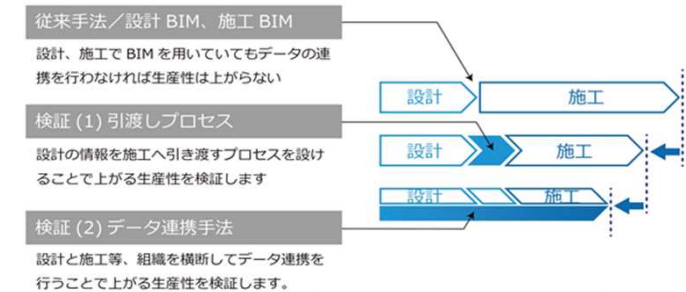 従来手法／設計 BIM、施工 BIM
設計、施工で BIM を用いていてもデータの連
携を行わなければ生産性は上がらない
検証 (1) 引渡しプロセス
設計の情報を施工へ引き渡すプロセスを設け
ることで上がる生産性を検証します
検証 (2) データ連携手法
設計と施工等、組織を横断してデータ連携を
行うことで上がる生産性を検証します。
設計 施工
設計 施工
設計 施工